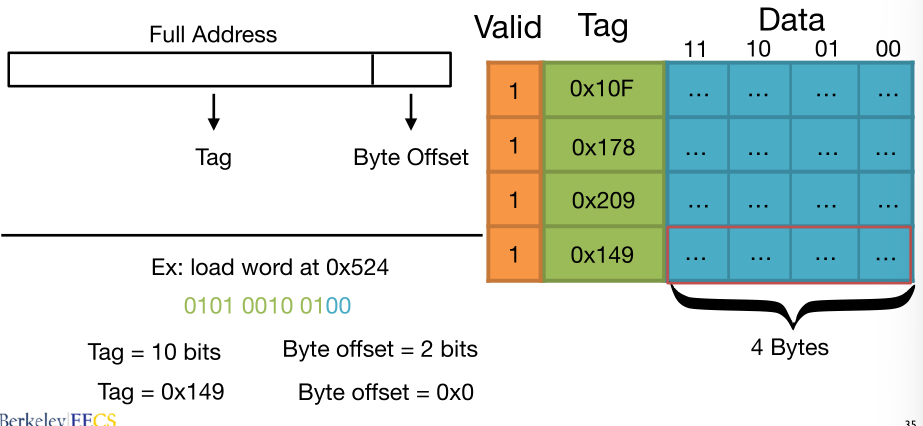 Full Address
Tag
Byte Offset
Ex: load word at 0x524
0101 0010 0100
Tag = 10 bits
Byte offset = 2 bits
Tag = 0x149
Byte offset = 0x0
Valid Tag Data
11 10 01 00
1 0x10F ... ... ... ...
1 0x178 ... ... ... ...
1 0x209 ... ... ... ...
1 0x149 ... ... ... ...
4 Bytes
Berkeley|EECS
35